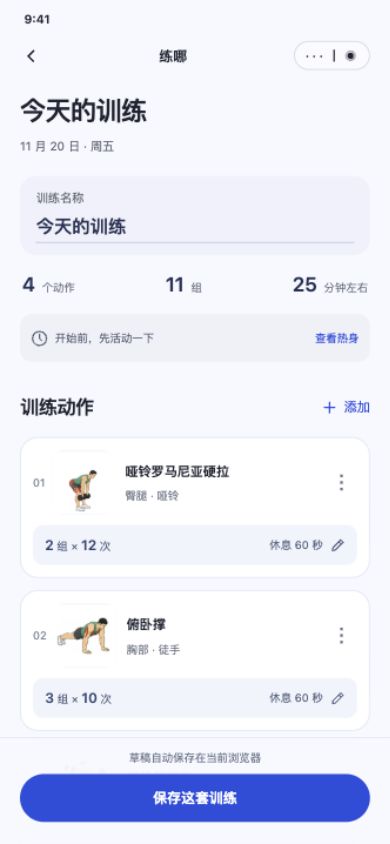 9:41
练哪
今天的训练
11 月 20 日 · 周五
训练名称
今天的训练
4 个动作 11 组 25 分钟左右
开始前，先活动一下 查看热身
训练动作 + 添加
01 哑铃罗马尼亚硬拉
臀腿 · 哑铃
2 组 × 12 次 休息 60 秒
02 俯卧撑
胸部 · 徒手
3 组 × 10 次 休息 60 秒
草稿自动保存在当前浏览器
保存这套训练